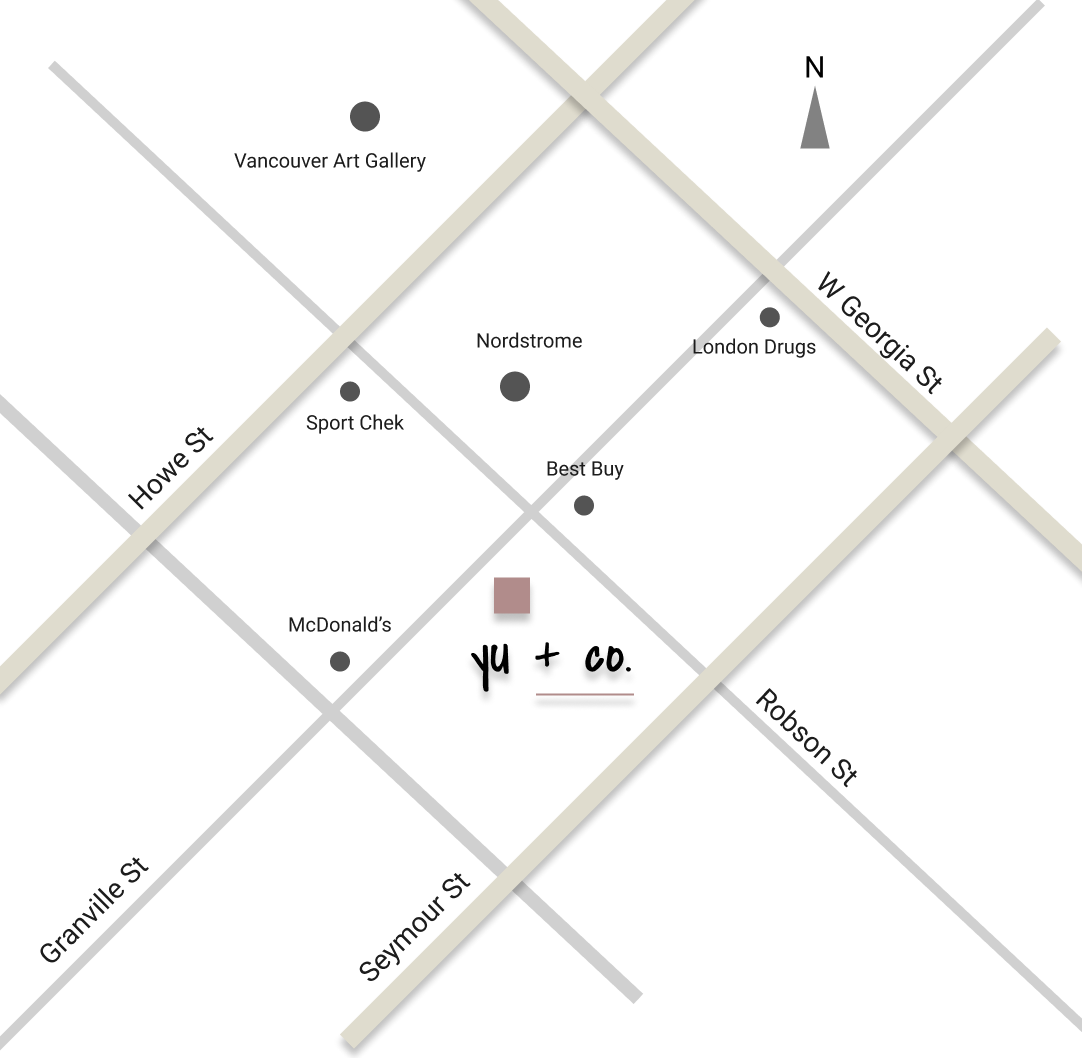 N
Vancouver Art Gallery
W Georgia St
Nordstrome
London Drugs
Sport Chek
Howe St
Best Buy
McDonald's
yu + co.
Robson St
Granville St
Seymour St